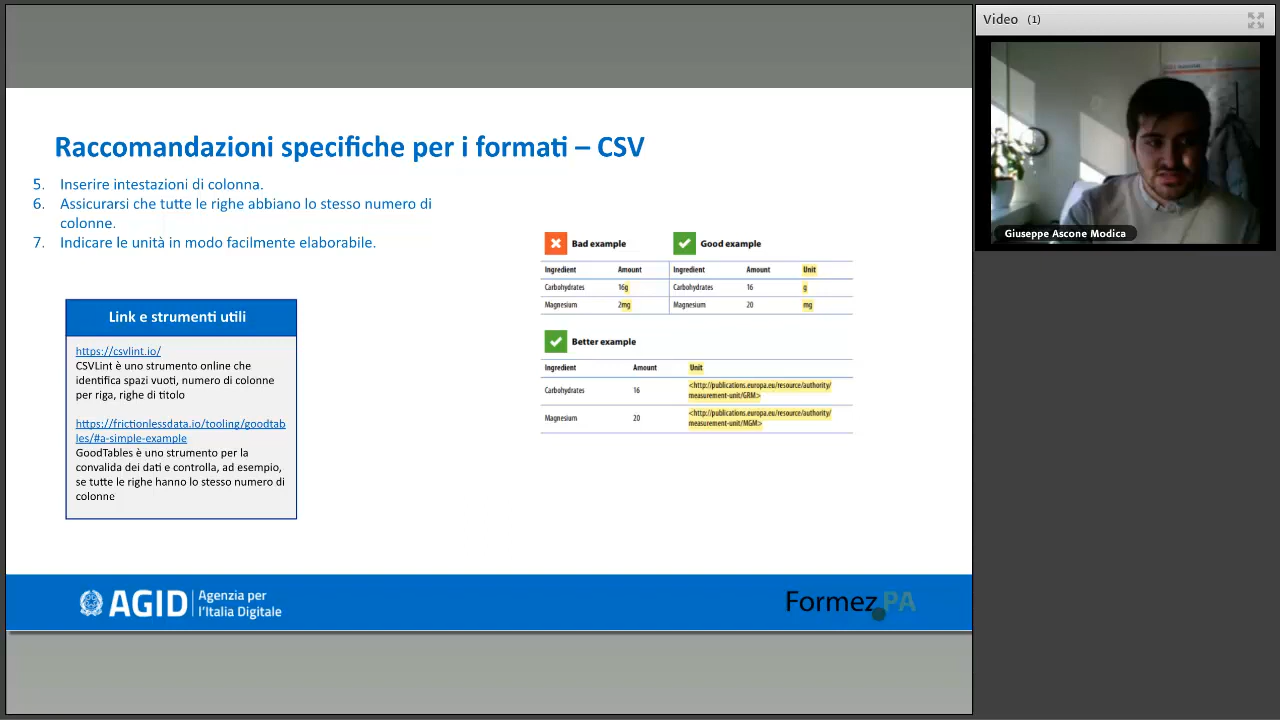 Video (1)
Giuseppe Ascone Modica
Raccomandazioni specifiche per i formati – CSV
5. Inserire intestazioni di colonna.
6. Assicurarsi che tutte le righe abbiano lo stesso numero di
colonne.
7. Indicare le unità in modo facilmente elaborabile.
Link e strumenti utili
https://csvlint.io/
CSVLint è uno strumento online che
identifica spazi vuoti, numero di colonne
per riga, righe di titolo
https://frictionlessdata.io/tooling/goodtab
les/#a-simple-example
GoodTables è uno strumento per la
convalida dei dati e controlla, ad esempio,
se tutte le righe hanno lo stesso numero di
colonne
Bad example Good example
Ingredient Amount Ingredient Amount Unit
Carbohydrates 16g Carbohydrates 16 g
Magnesium 2mg Magnesium 20 mg
Better example
Ingredient Amount Unit
Carbohydrates 16 <http://publications.europa.eu/resource/authority/
measurement-unit/GRM>
Magnesium 20 <http://publications.europa.eu/resource/authority/
measurement-unit/MGM>
AGID Agenzia per
l'Italia Digitale
Formez PA